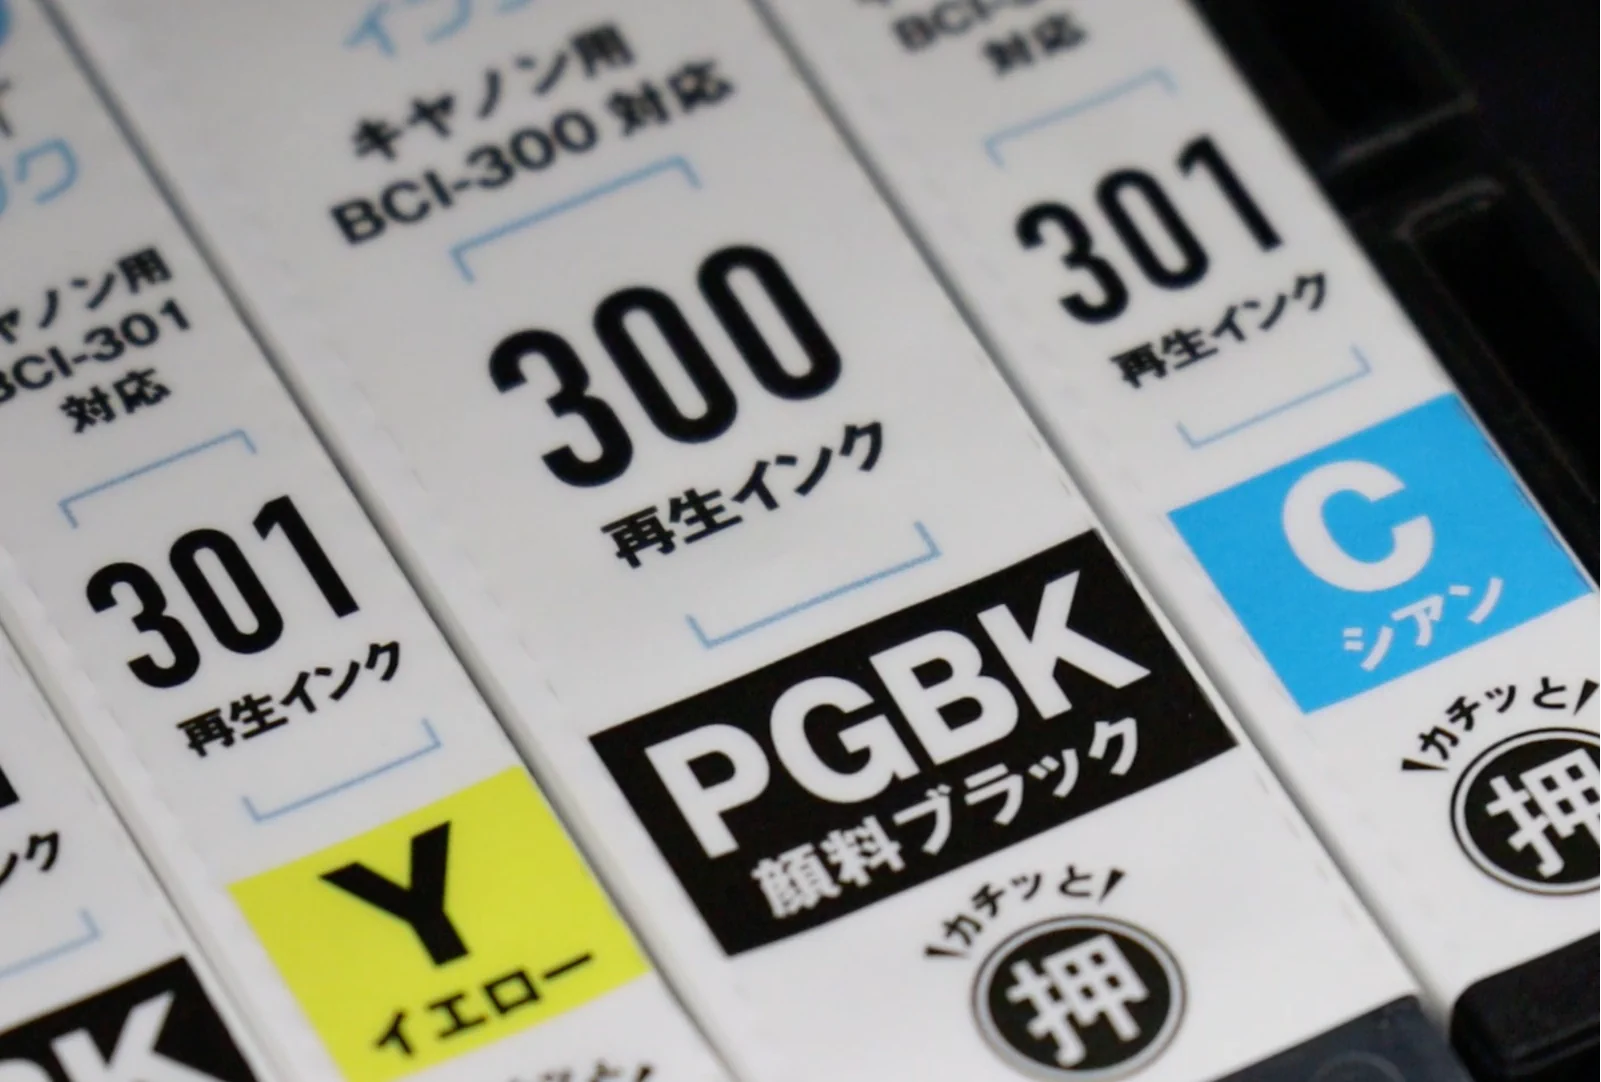 キヤノン用
BCI-301
対応
301
再生インク
Y
イエロー
キヤノン用
BCI-300 対応
300
再生インク
PGBK
顔料ブラック
カチッと
押
対応
301
再生インク
C
シアン
カチッと
押